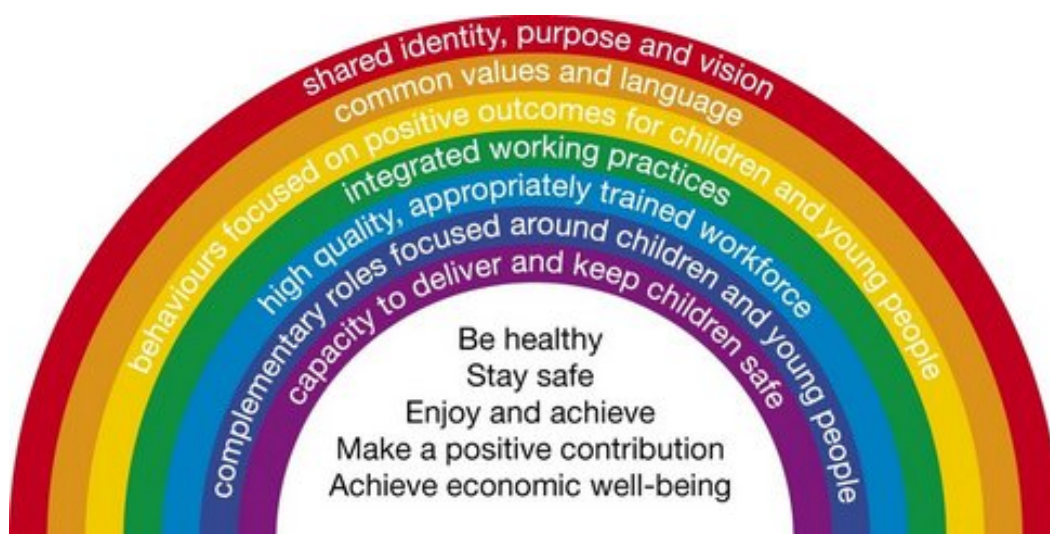 shared identity, purpose and vision
common values and language
behaviours focused on positive outcomes for children and young people
integrated working practices
high quality, appropriately trained workforce
complementary roles focused around children and young people
capacity to deliver and keep children safe
Be healthy
Stay safe
Enjoy and achieve
Make a positive contribution
Achieve economic well-being